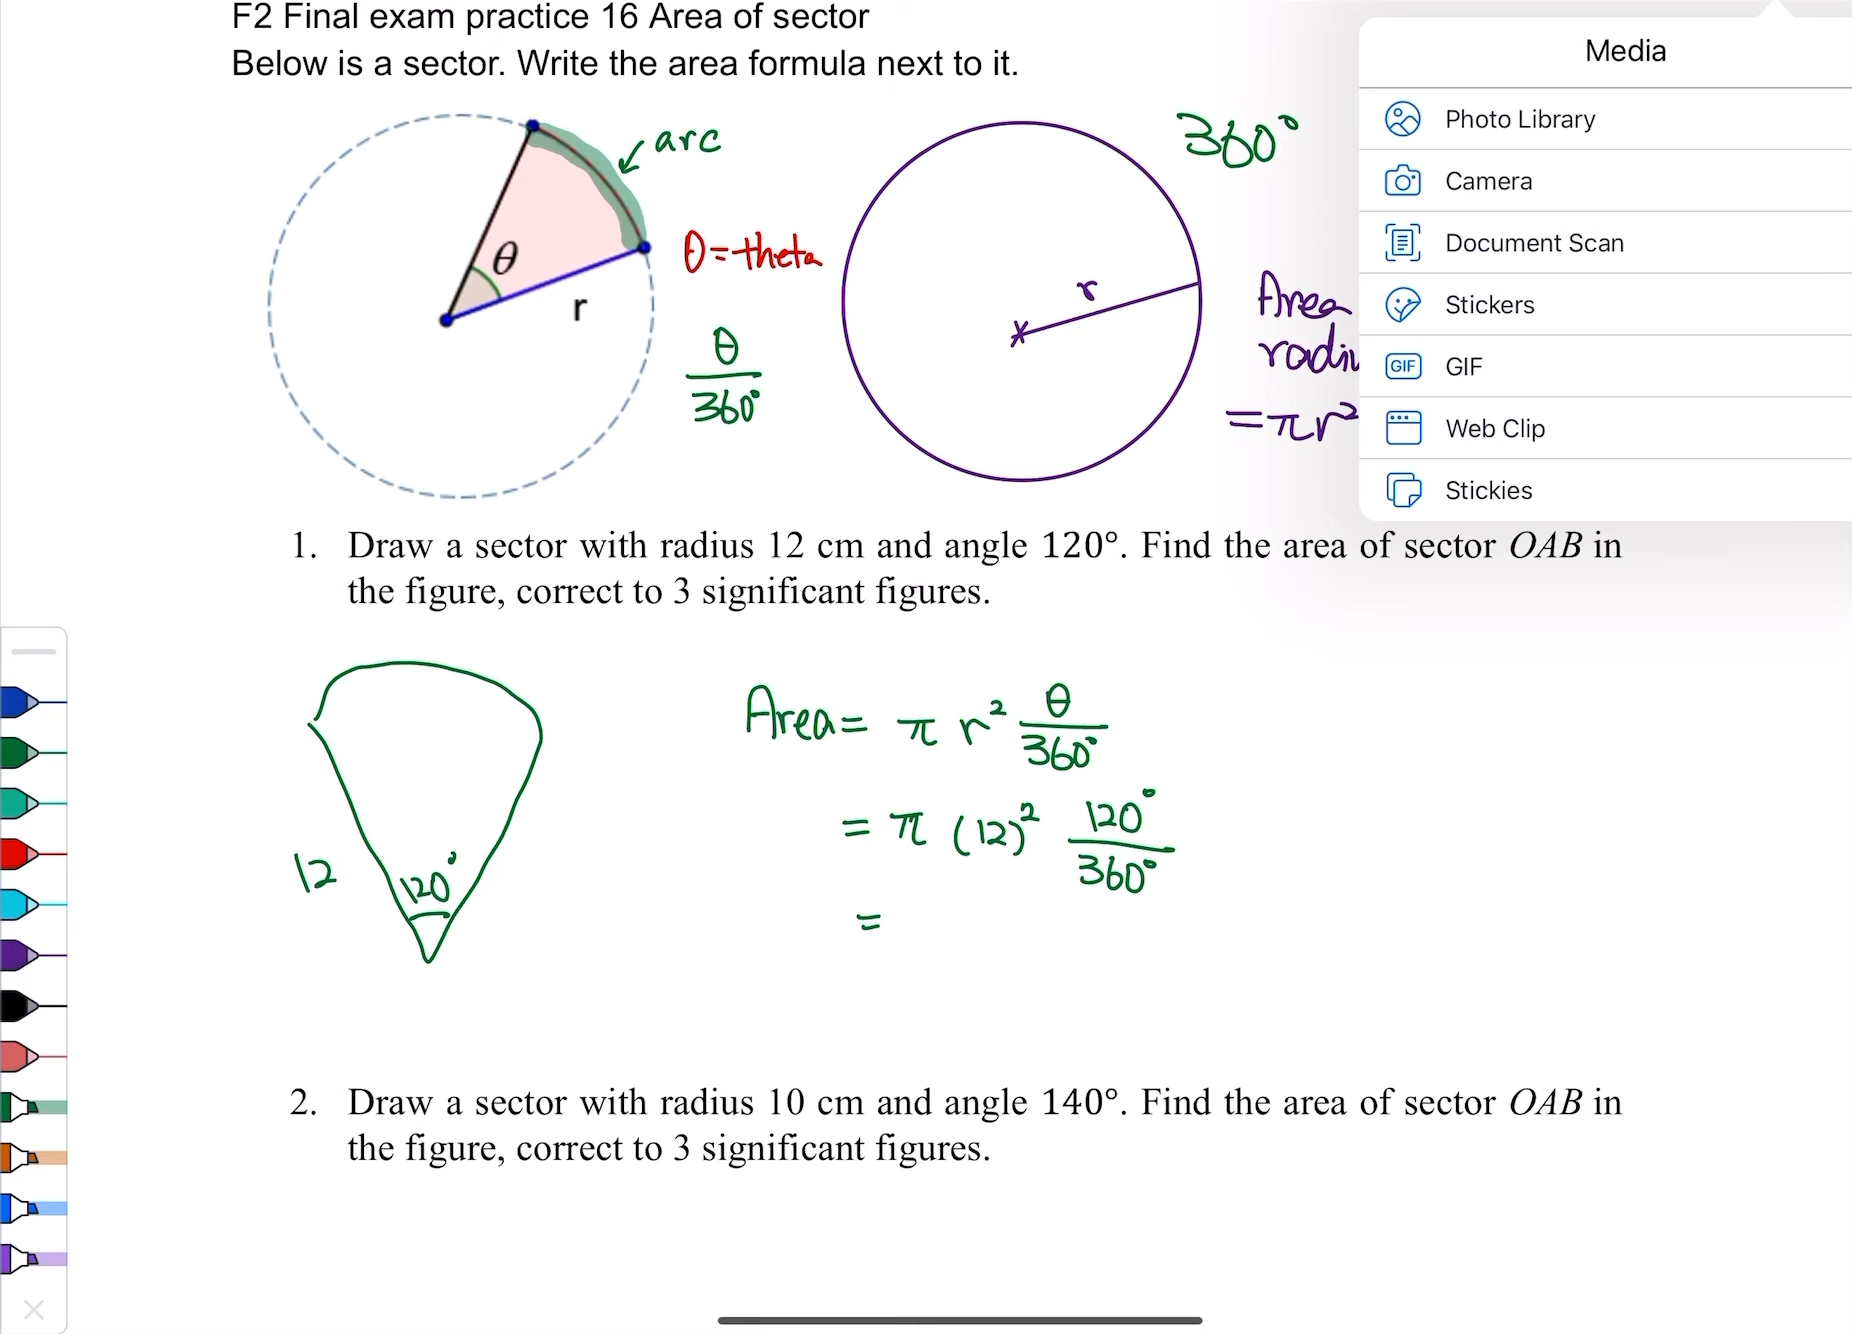 F2 Final exam practice 16 Area of sector
Below is a sector. Write the area formula next to it.
arc
θ
r
θ=theta
θ
360°
360°
r
Area
=πr²
Media
Photo Library
Camera
Document Scan
Stickers
GIF GIF
Web Clip
Stickies
1. Draw a sector with radius 12 cm and angle 120°. Find the area of sector OAB in
the figure, correct to 3 significant figures.
12
120°
Area = π r² θ/360°
= π (12)² 120°/360°
=
2. Draw a sector with radius 10 cm and angle 140°. Find the area of sector OAB in
the figure, correct to 3 significant figures.